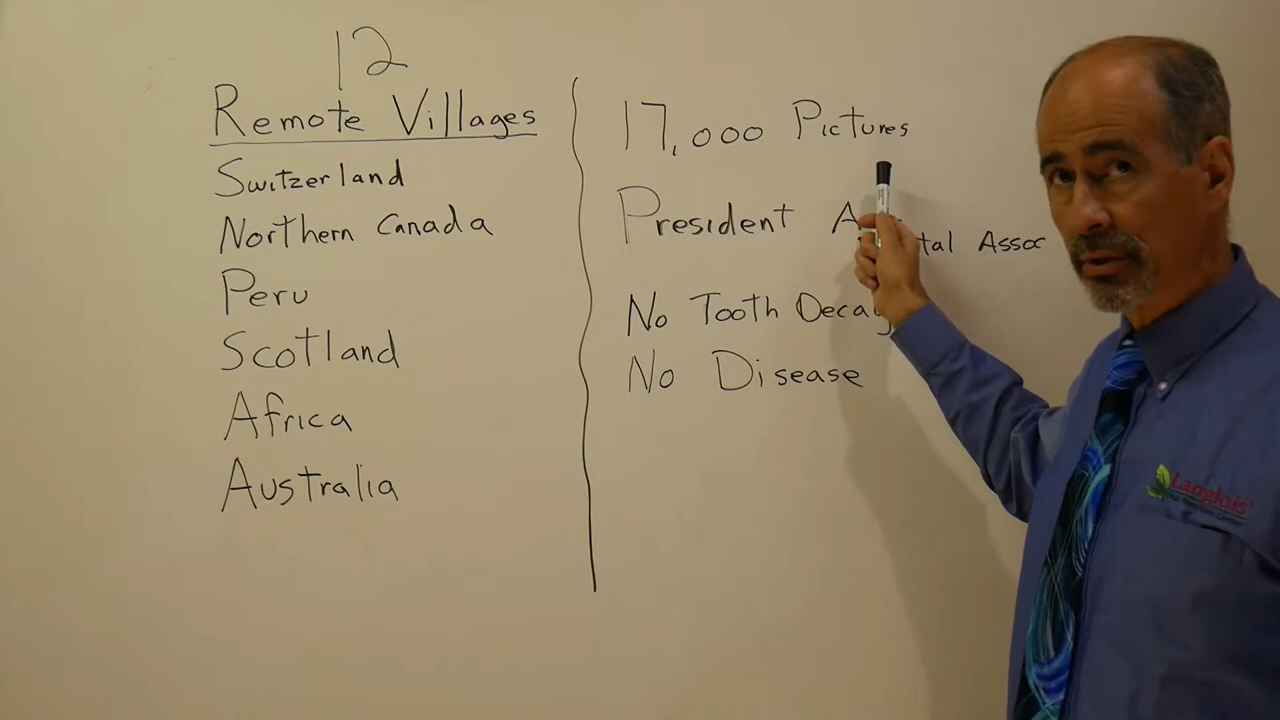 12
Remote Villages
Switzerland
Northern Canada
Peru
Scotland
Africa
Australia
17,000 Pictures
President
Assoc
No Tooth Decay
No Disease
Langlois'